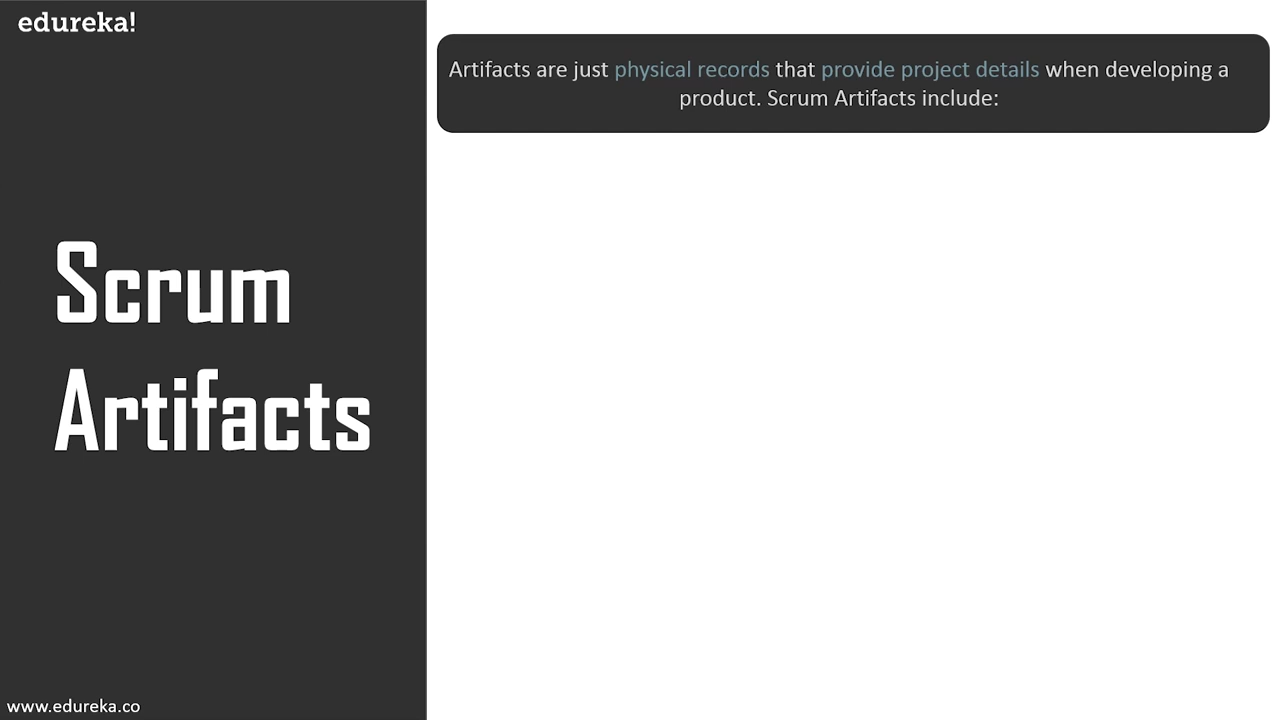 edureka!
Artifacts are just physical records that provide project details when developing a
product. Scrum Artifacts include:
Scrum
Artifacts
www.edureka.co